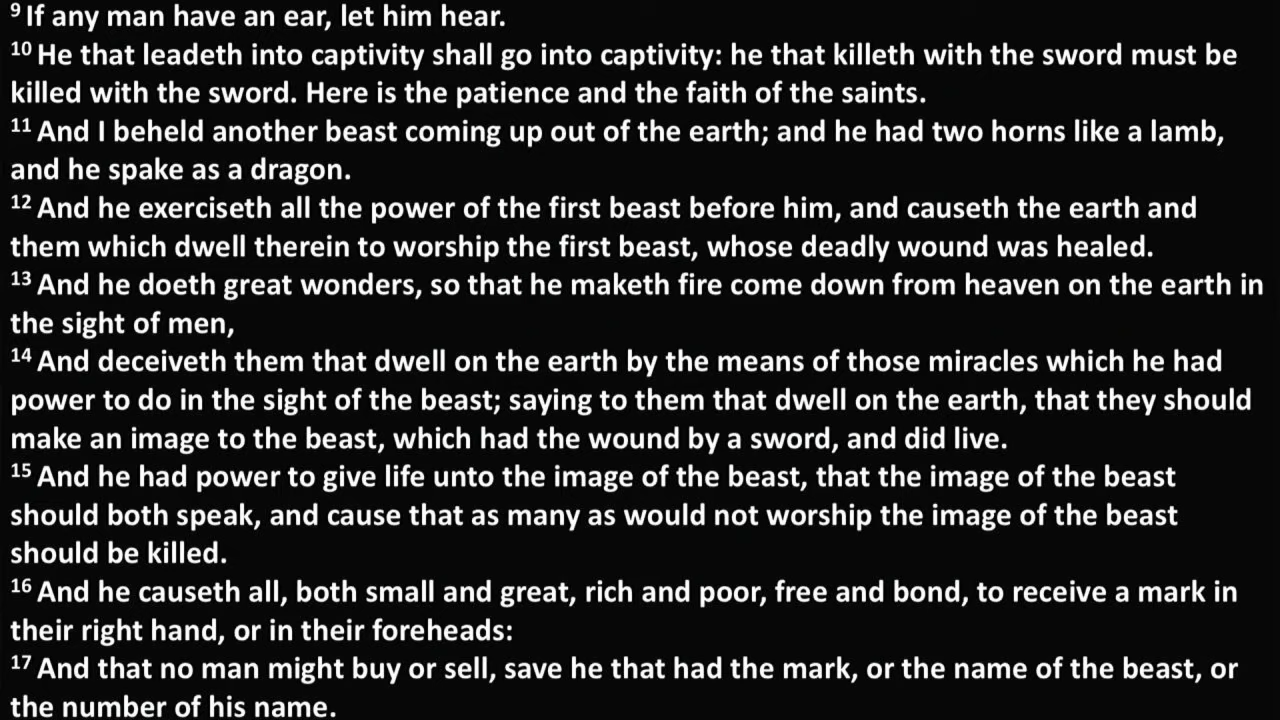 9 If any man have an ear, let him hear.
10 He that leadeth into captivity shall go into captivity: he that killeth with the sword must be
killed with the sword. Here is the patience and the faith of the saints.
11 And I beheld another beast coming up out of the earth; and he had two horns like a lamb,
and he spake as a dragon.
12 And he exerciseth all the power of the first beast before him, and causeth the earth and
them which dwell therein to worship the first beast, whose deadly wound was healed.
13 And he doeth great wonders, so that he maketh fire come down from heaven on the earth in
the sight of men,
14 And deceiveth them that dwell on the earth by the means of those miracles which he had
power to do in the sight of the beast; saying to them that dwell on the earth, that they should
make an image to the beast, which had the wound by a sword, and did live.
15 And he had power to give life unto the image of the beast, that the image of the beast
should both speak, and cause that as many as would not worship the image of the beast
should be killed.
16 And he causeth all, both small and great, rich and poor, free and bond, to receive a mark in
their right hand, or in their foreheads:
17 And that no man might buy or sell, save he that had the mark, or the name of the beast, or
the number of his name.